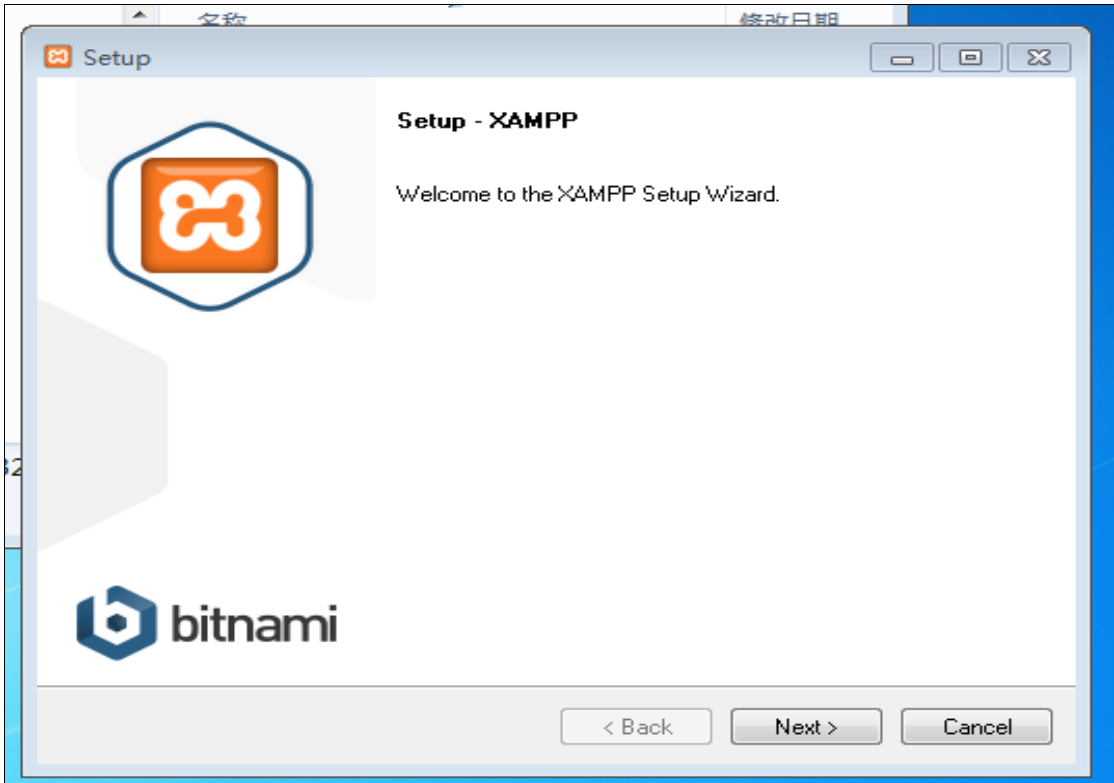 名称 修改日期
Setup
Setup - XAMPP
Welcome to the XAMPP Setup Wizard.
32
bitnami
< Back Next > Cancel